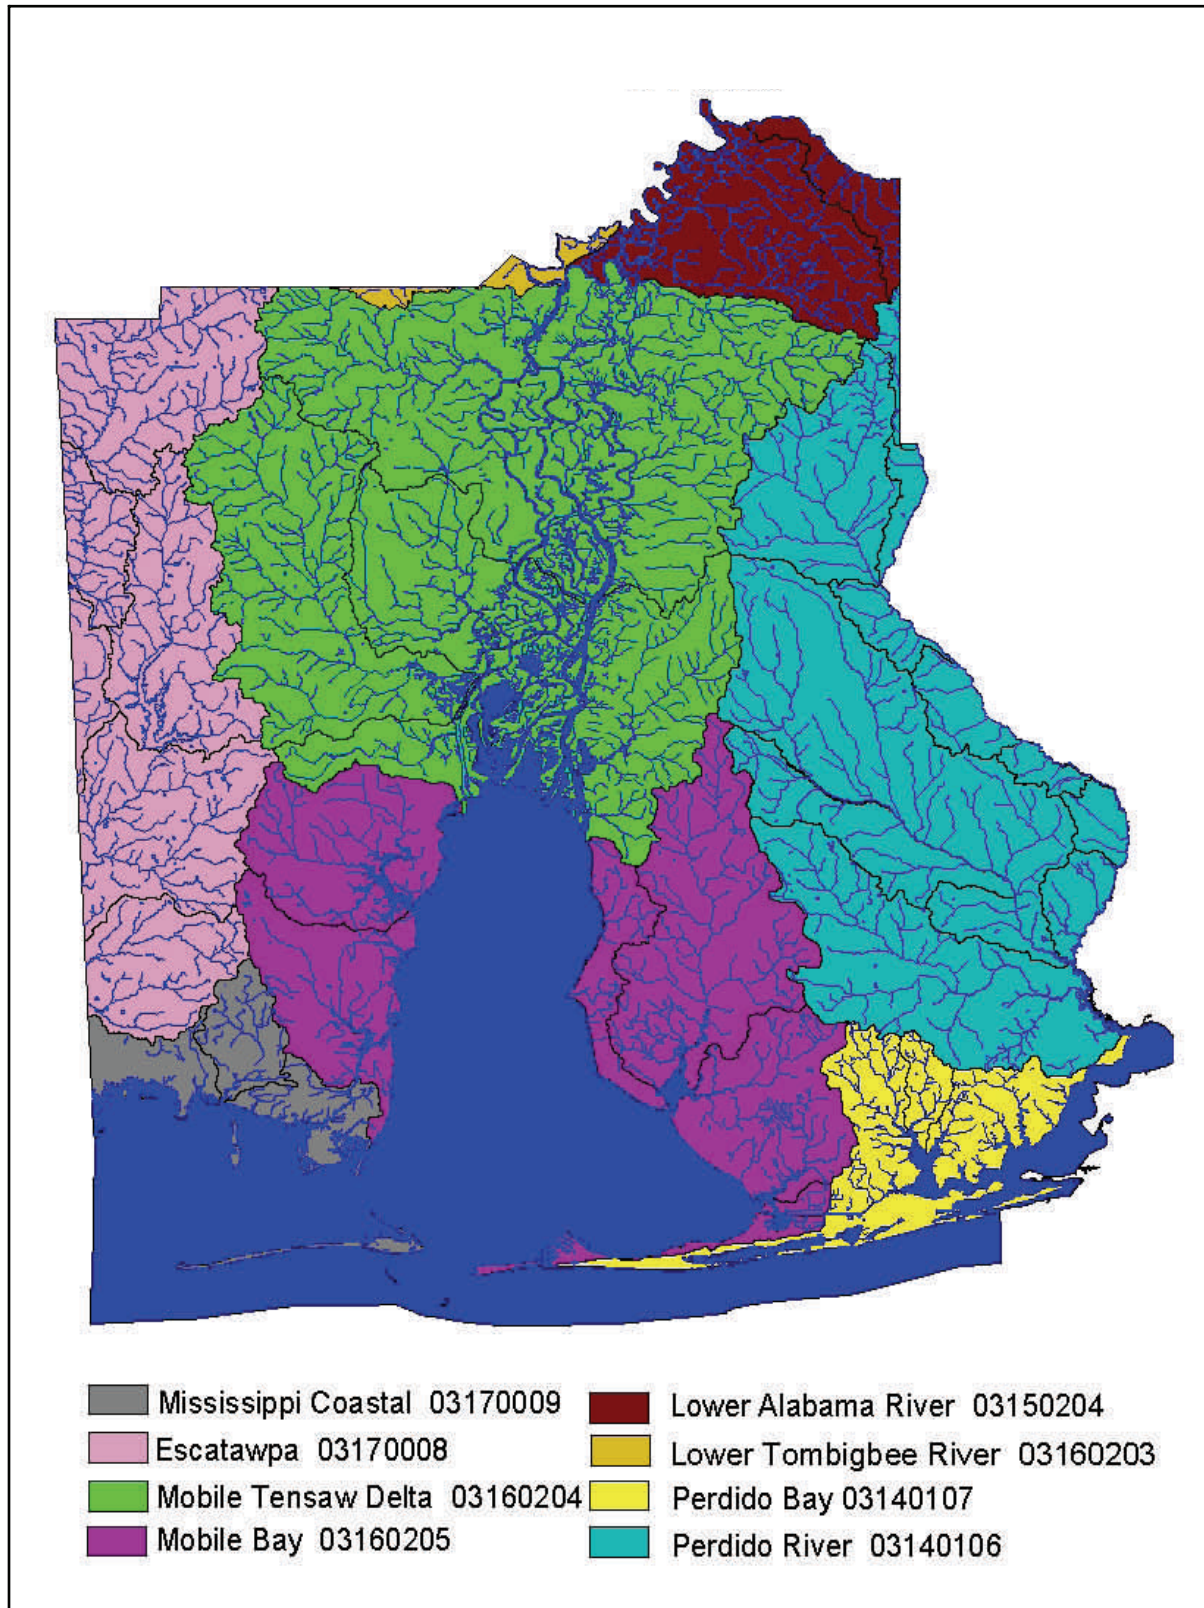 Mississippi Coastal 03170009
Escatawpa 03170008
Mobile Tensaw Delta 03160204
Mobile Bay 03160205
Lower Alabama River 03150204
Lower Tombigbee River 03160203
Perdido Bay 03140107
Perdido River 03140106